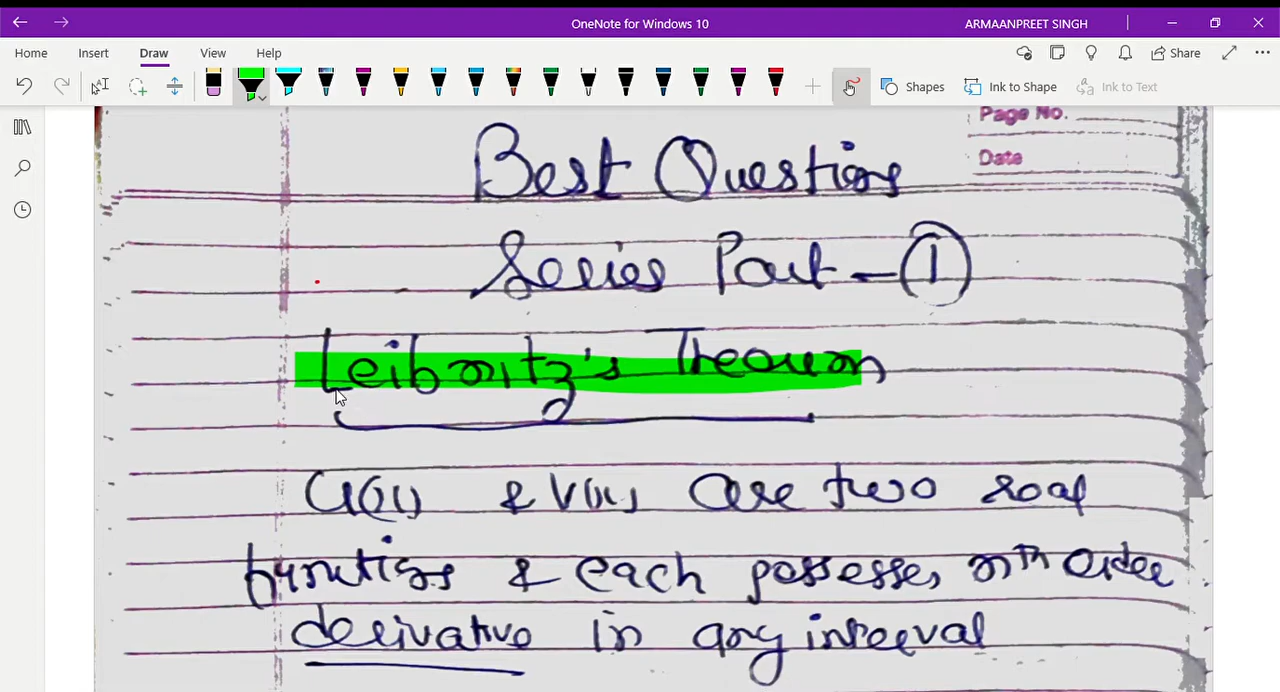 OneNote for Windows 10
ARMAANPREET SINGH
Home Insert Draw View Help
Share
Shapes Ink to Shape Ink to Text
Page No.
Date
Best Questions
Series Part - 1
Leibnitz's Theorem
U(x) & V(x) are two real
functions & each possesses nth order
derivative in any interval